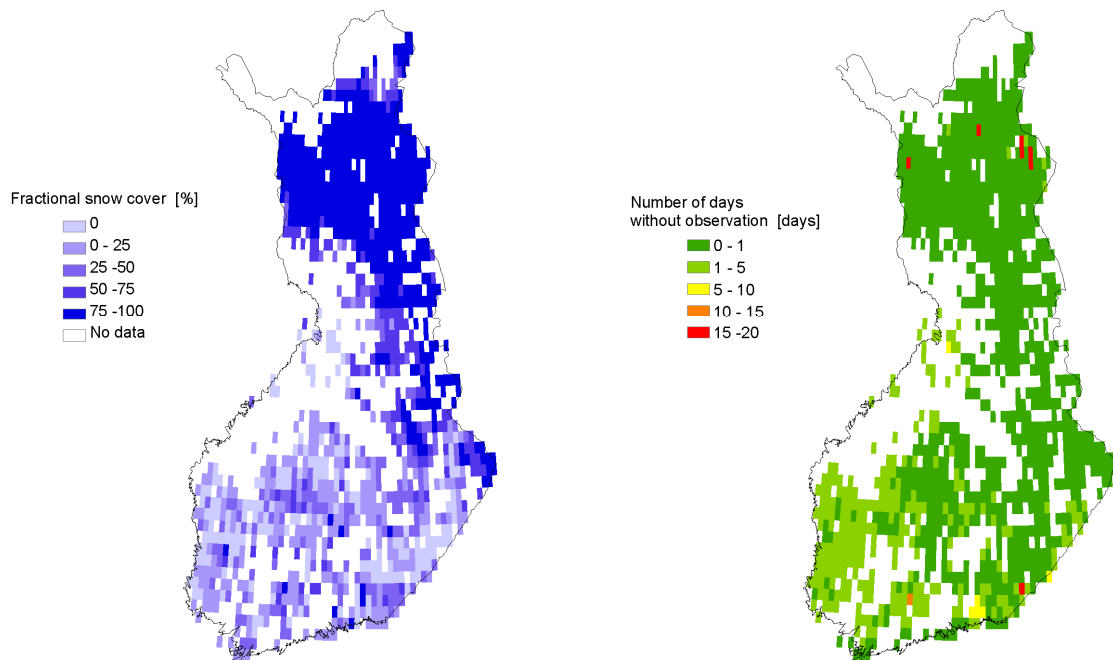 Fractional snow cover [%]
0
0 - 25
25 -50
50 -75
75 -100
No data
Number of days
without observation [days]
0 - 1
1 - 5
5 - 10
10 - 15
15 -20